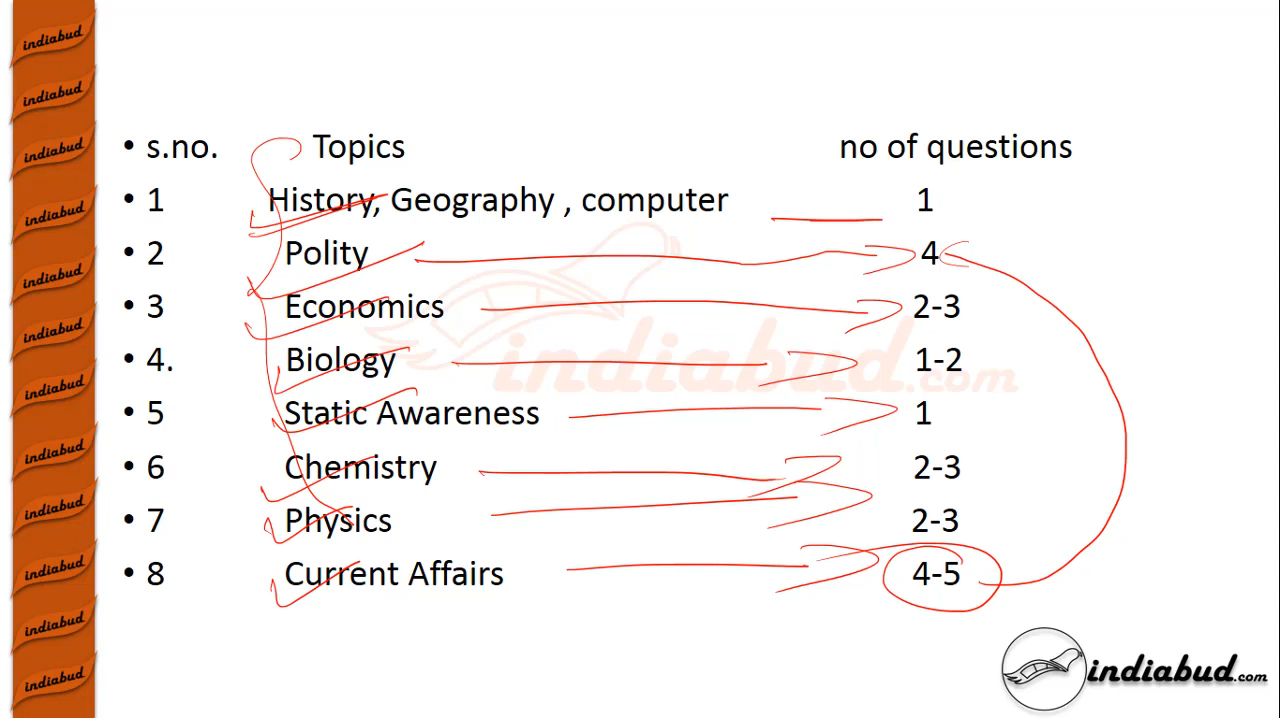 • s.no. Topics no of questions
• 1 History, Geography , computer 1
• 2 Polity 4
• 3 Economics 2-3
• 4. Biology 1-2
• 5 Static Awareness 1
• 6 Chemistry 2-3
• 7 Physics 2-3
• 8 Current Affairs 4-5
indiabud.com
indiabud.com
indiabud
indiabud
indiabud
indiabud
indiabud
indiabud
indiabud
indiabud
indiabud
indiabud
indiabud
indiabud